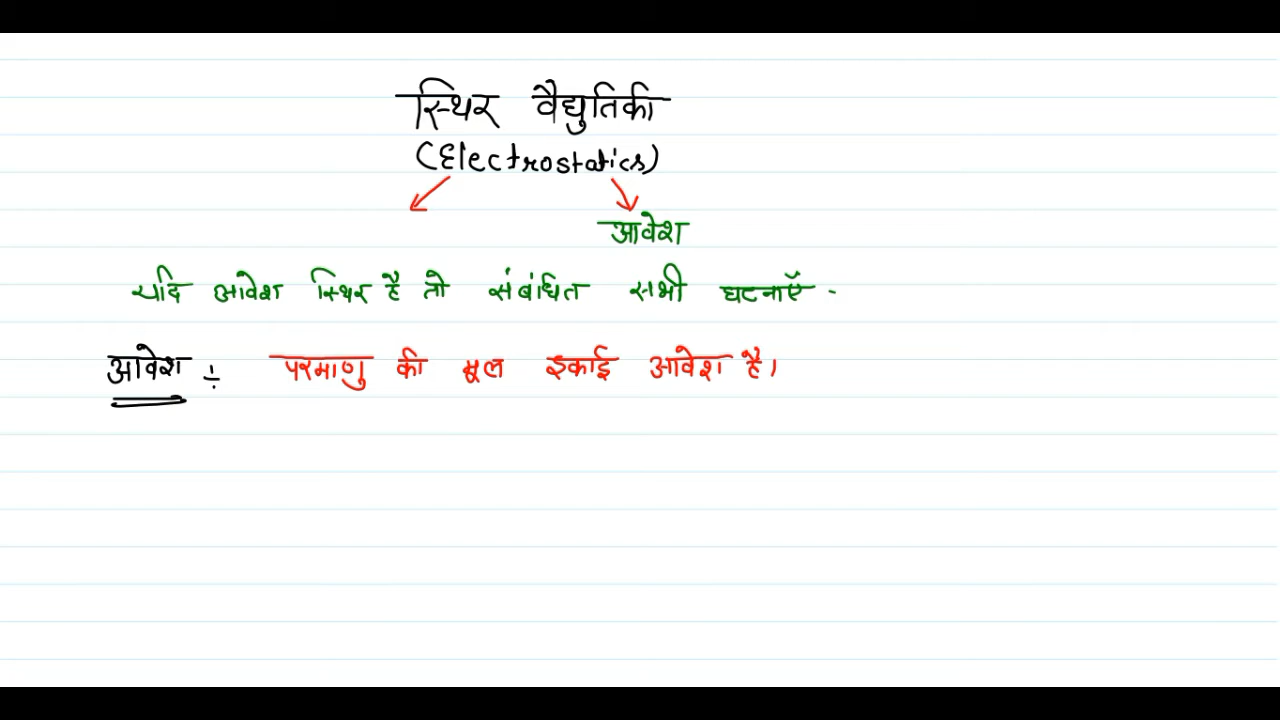 स्थिर वैद्युतिकी
(Electrostatics)
आवेश
यदि आवेश स्थिर है तो संबंधित सभी घटनाएँ -
आवेश ÷ परमाणु की मूल इकाई आवेश है।